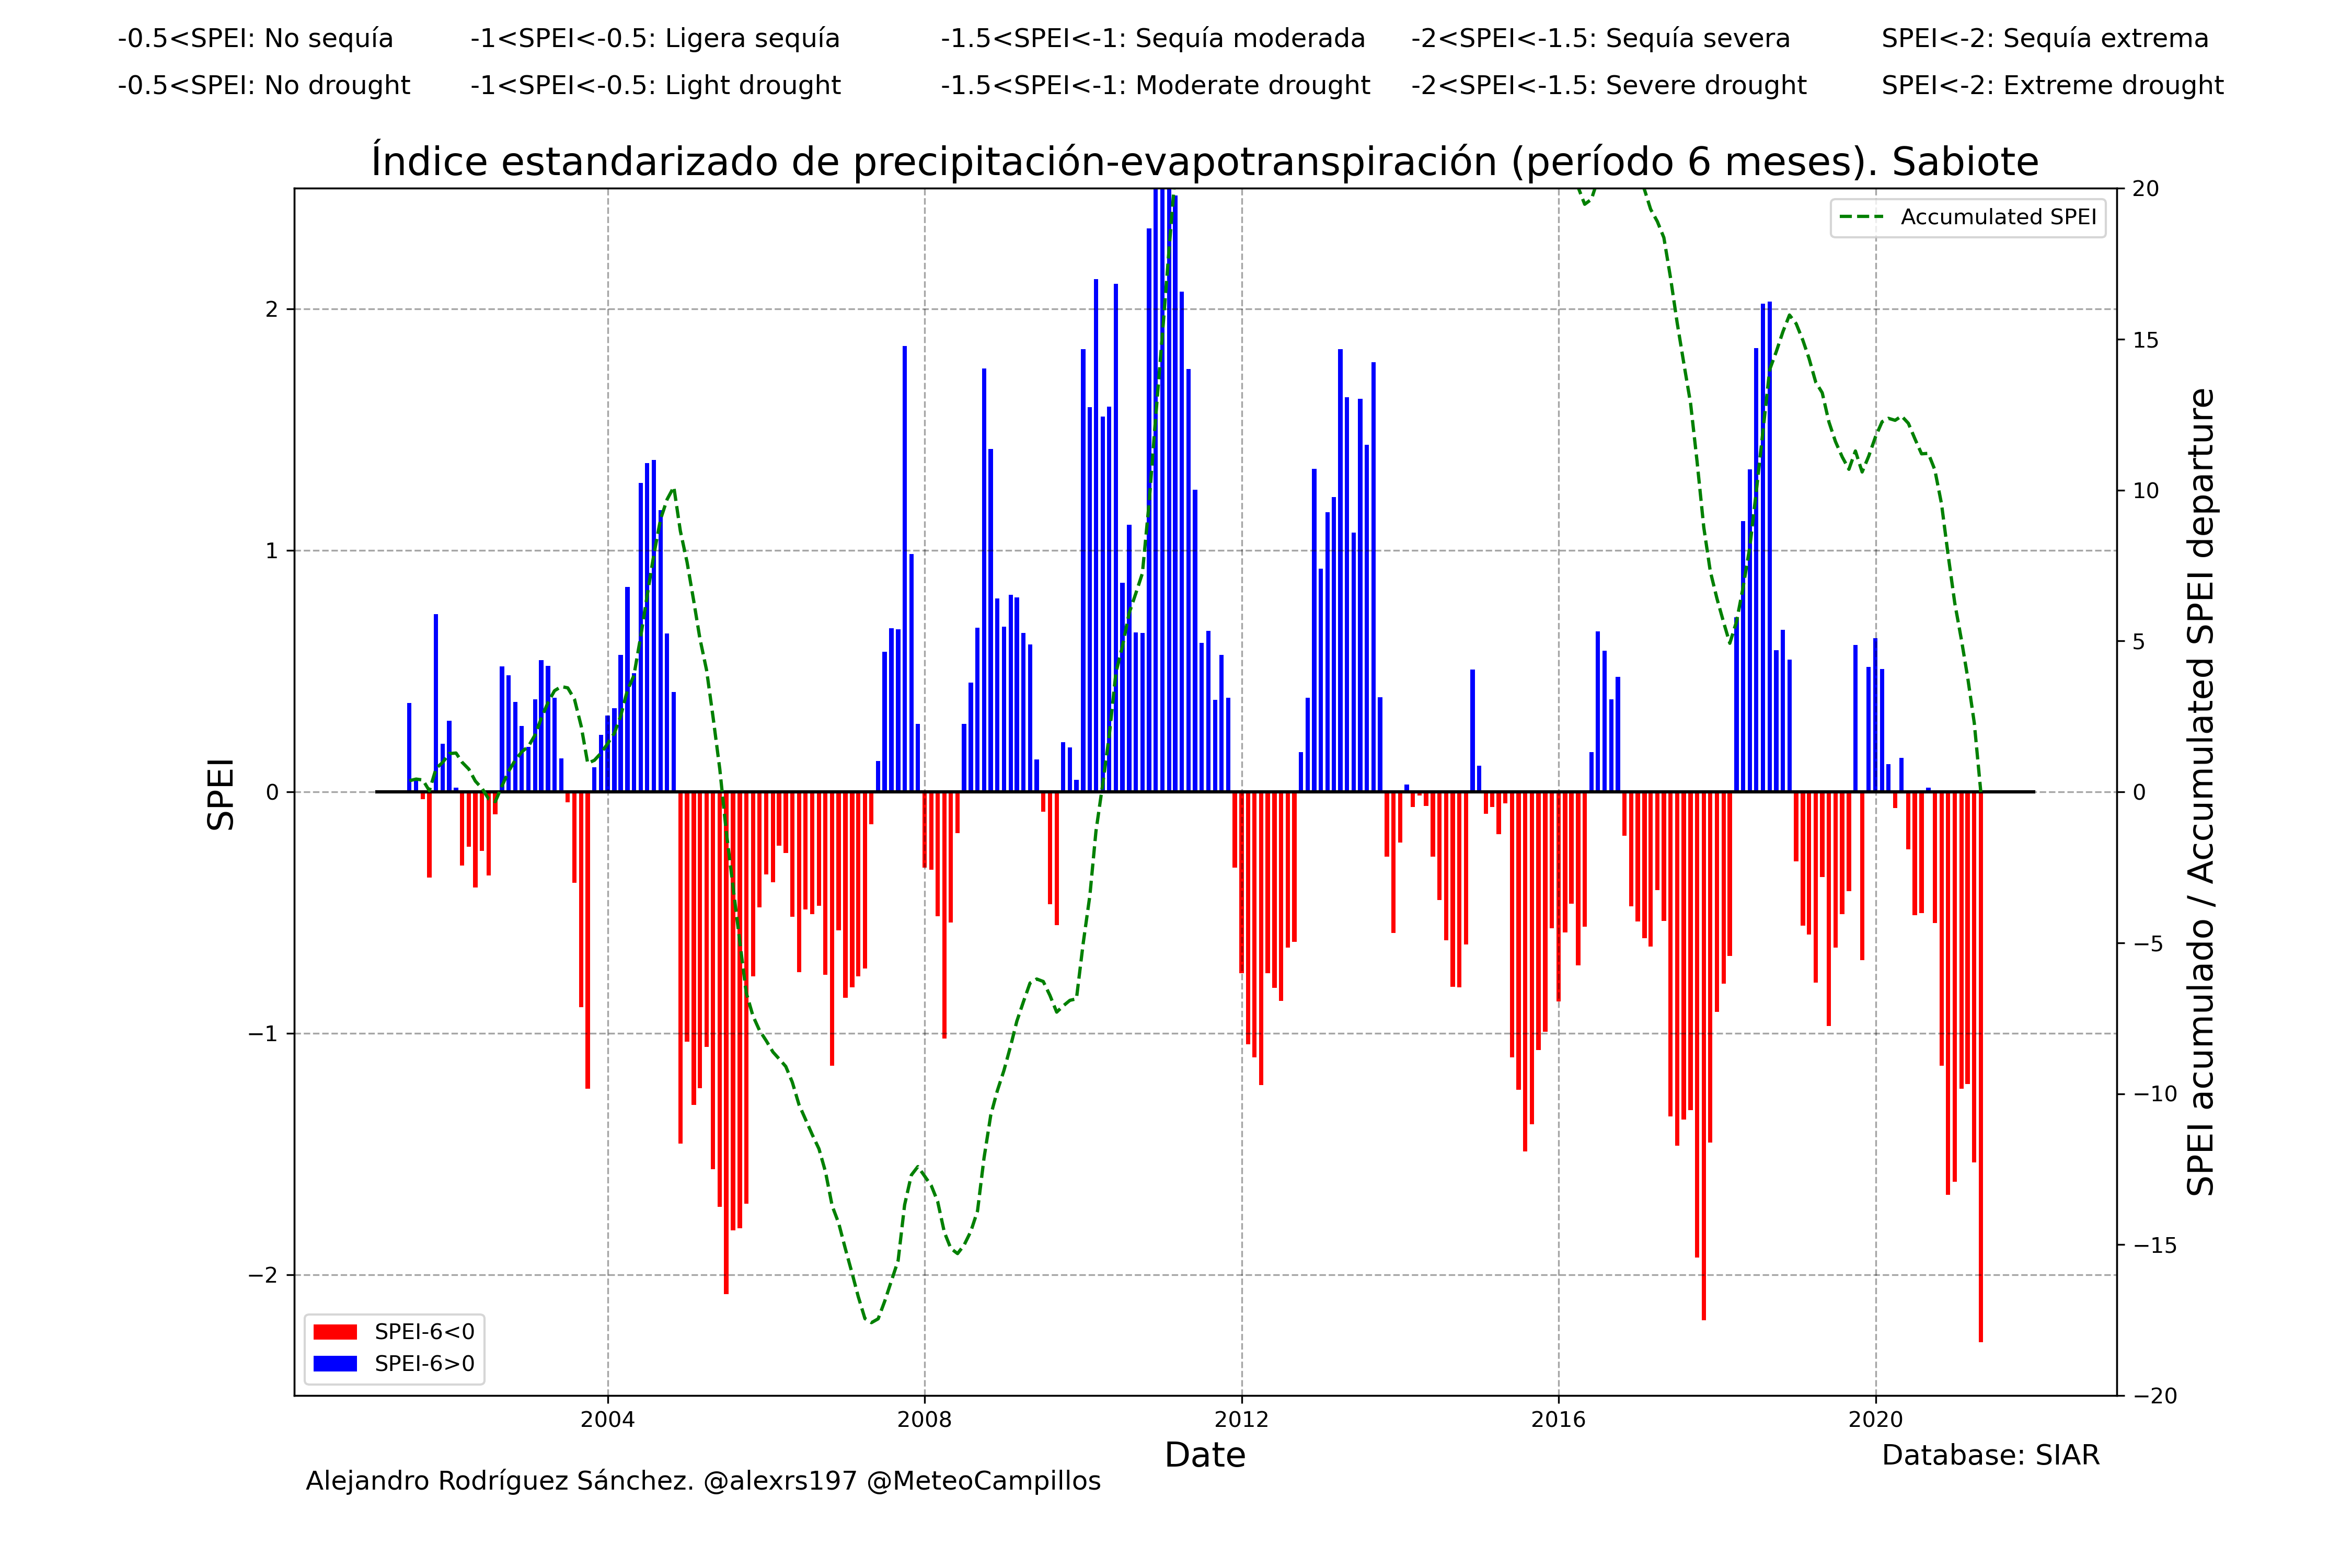 -0.5<SPEI: No sequía -1<SPEI<-0.5: Ligera sequía -1.5<SPEI<-1: Sequía moderada -2<SPEI<-1.5: Sequía severa SPEI<-2: Sequía extrema
-0.5<SPEI: No drought -1<SPEI<-0.5: Light drought -1.5<SPEI<-1: Moderate drought -2<SPEI<-1.5: Severe drought SPEI<-2: Extreme drought
Índice estandarizado de precipitación-evapotranspiración (período 6 meses). Sabiote
Accumulated SPEI
SPEI
2
1
0
−1
−2
20
15
10
5
0
−5
−10
−15
−20
SPEI acumulado / Accumulated SPEI departure
SPEI-6<0
SPEI-6>0
2004 2008 2012 2016 2020
Date
Database: SIAR
Alejandro Rodríguez Sánchez. @alexrs197 @MeteoCampillos